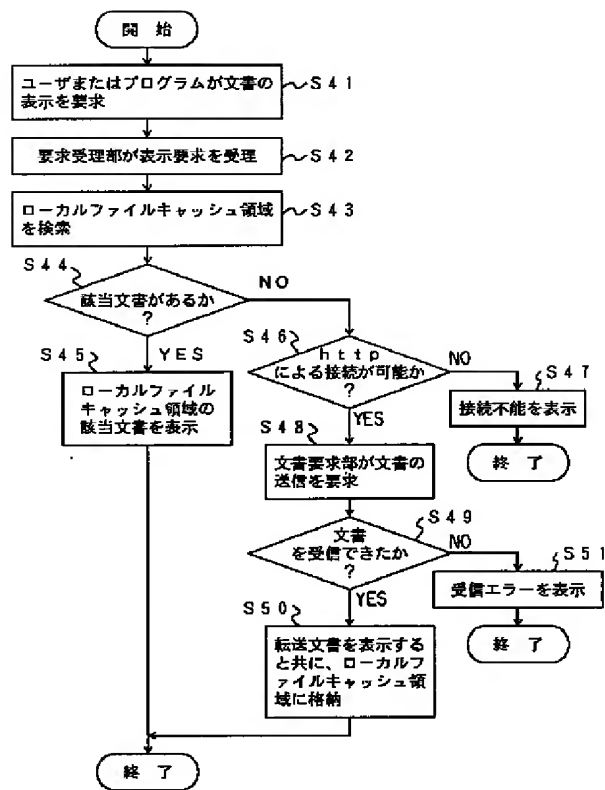 開 始
ユーザまたはプログラムが文書の
表示を要求
S41
要求受理部が表示要求を受理
S42
ローカルファイルキャッシュ領域
を検索
S43
S44
該当文書があるか
?
NO
YES
S45
ローカルファイル
キャッシュ領域の
該当文書を表示
S46
http
による接続が可能か
?
NO
YES
S47
接続不能を表示
終 了
S48
文書要求部が文書の
送信を要求
S49
文書
を受信できたか
?
NO
YES
S51
受信エラーを表示
終 了
S50
転送文書を表示する
と共に、ローカルファ
イルキャッシュ領
域に格納
終 了